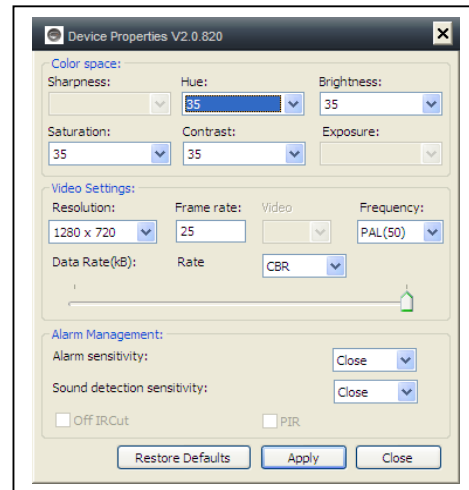 Device Properties V2.0.820
Color space:
Sharpness: Hue: Brightness:
35 35
Saturation: Contrast: Exposure:
35 35
Video Settings:
Resolution: Frame rate: Video Frequency:
1280 x 720 25 PAL(50)
Data Rate(kB): Rate CBR
Alarm Management:
Alarm sensitivity: Close
Sound detection sensitivity: Close
Off IRCut PIR
Restore Defaults Apply Close